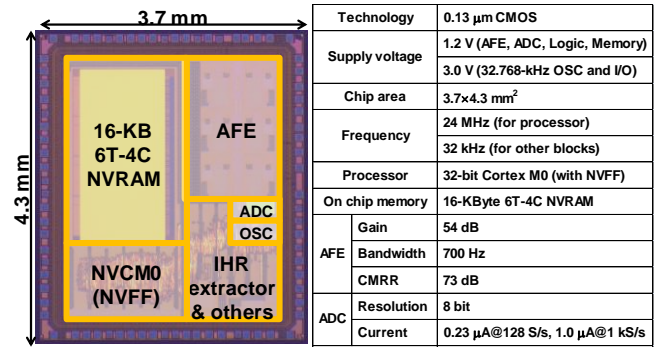 3.7 mm
4.3 mm
16-KB
6T-4C
NVRAM
AFE
ADC
OSC
NVCM0
(NVFF)
IHR
extractor
& others
Technology 0.13 μm CMOS
Supply voltage 1.2 V (AFE, ADC, Logic, Memory)
3.0 V (32.768-kHz OSC and I/O)
Chip area 3.7×4.3 mm²
Frequency 24 MHz (for processor)
32 kHz (for other blocks)
Processor 32-bit Cortex M0 (with NVFF)
On chip memory 16-KByte 6T-4C NVRAM
AFE Gain 54 dB
Bandwidth 700 Hz
CMRR 73 dB
ADC Resolution 8 bit
Current 0.23 μA@128 S/s, 1.0 μA@1 kS/s